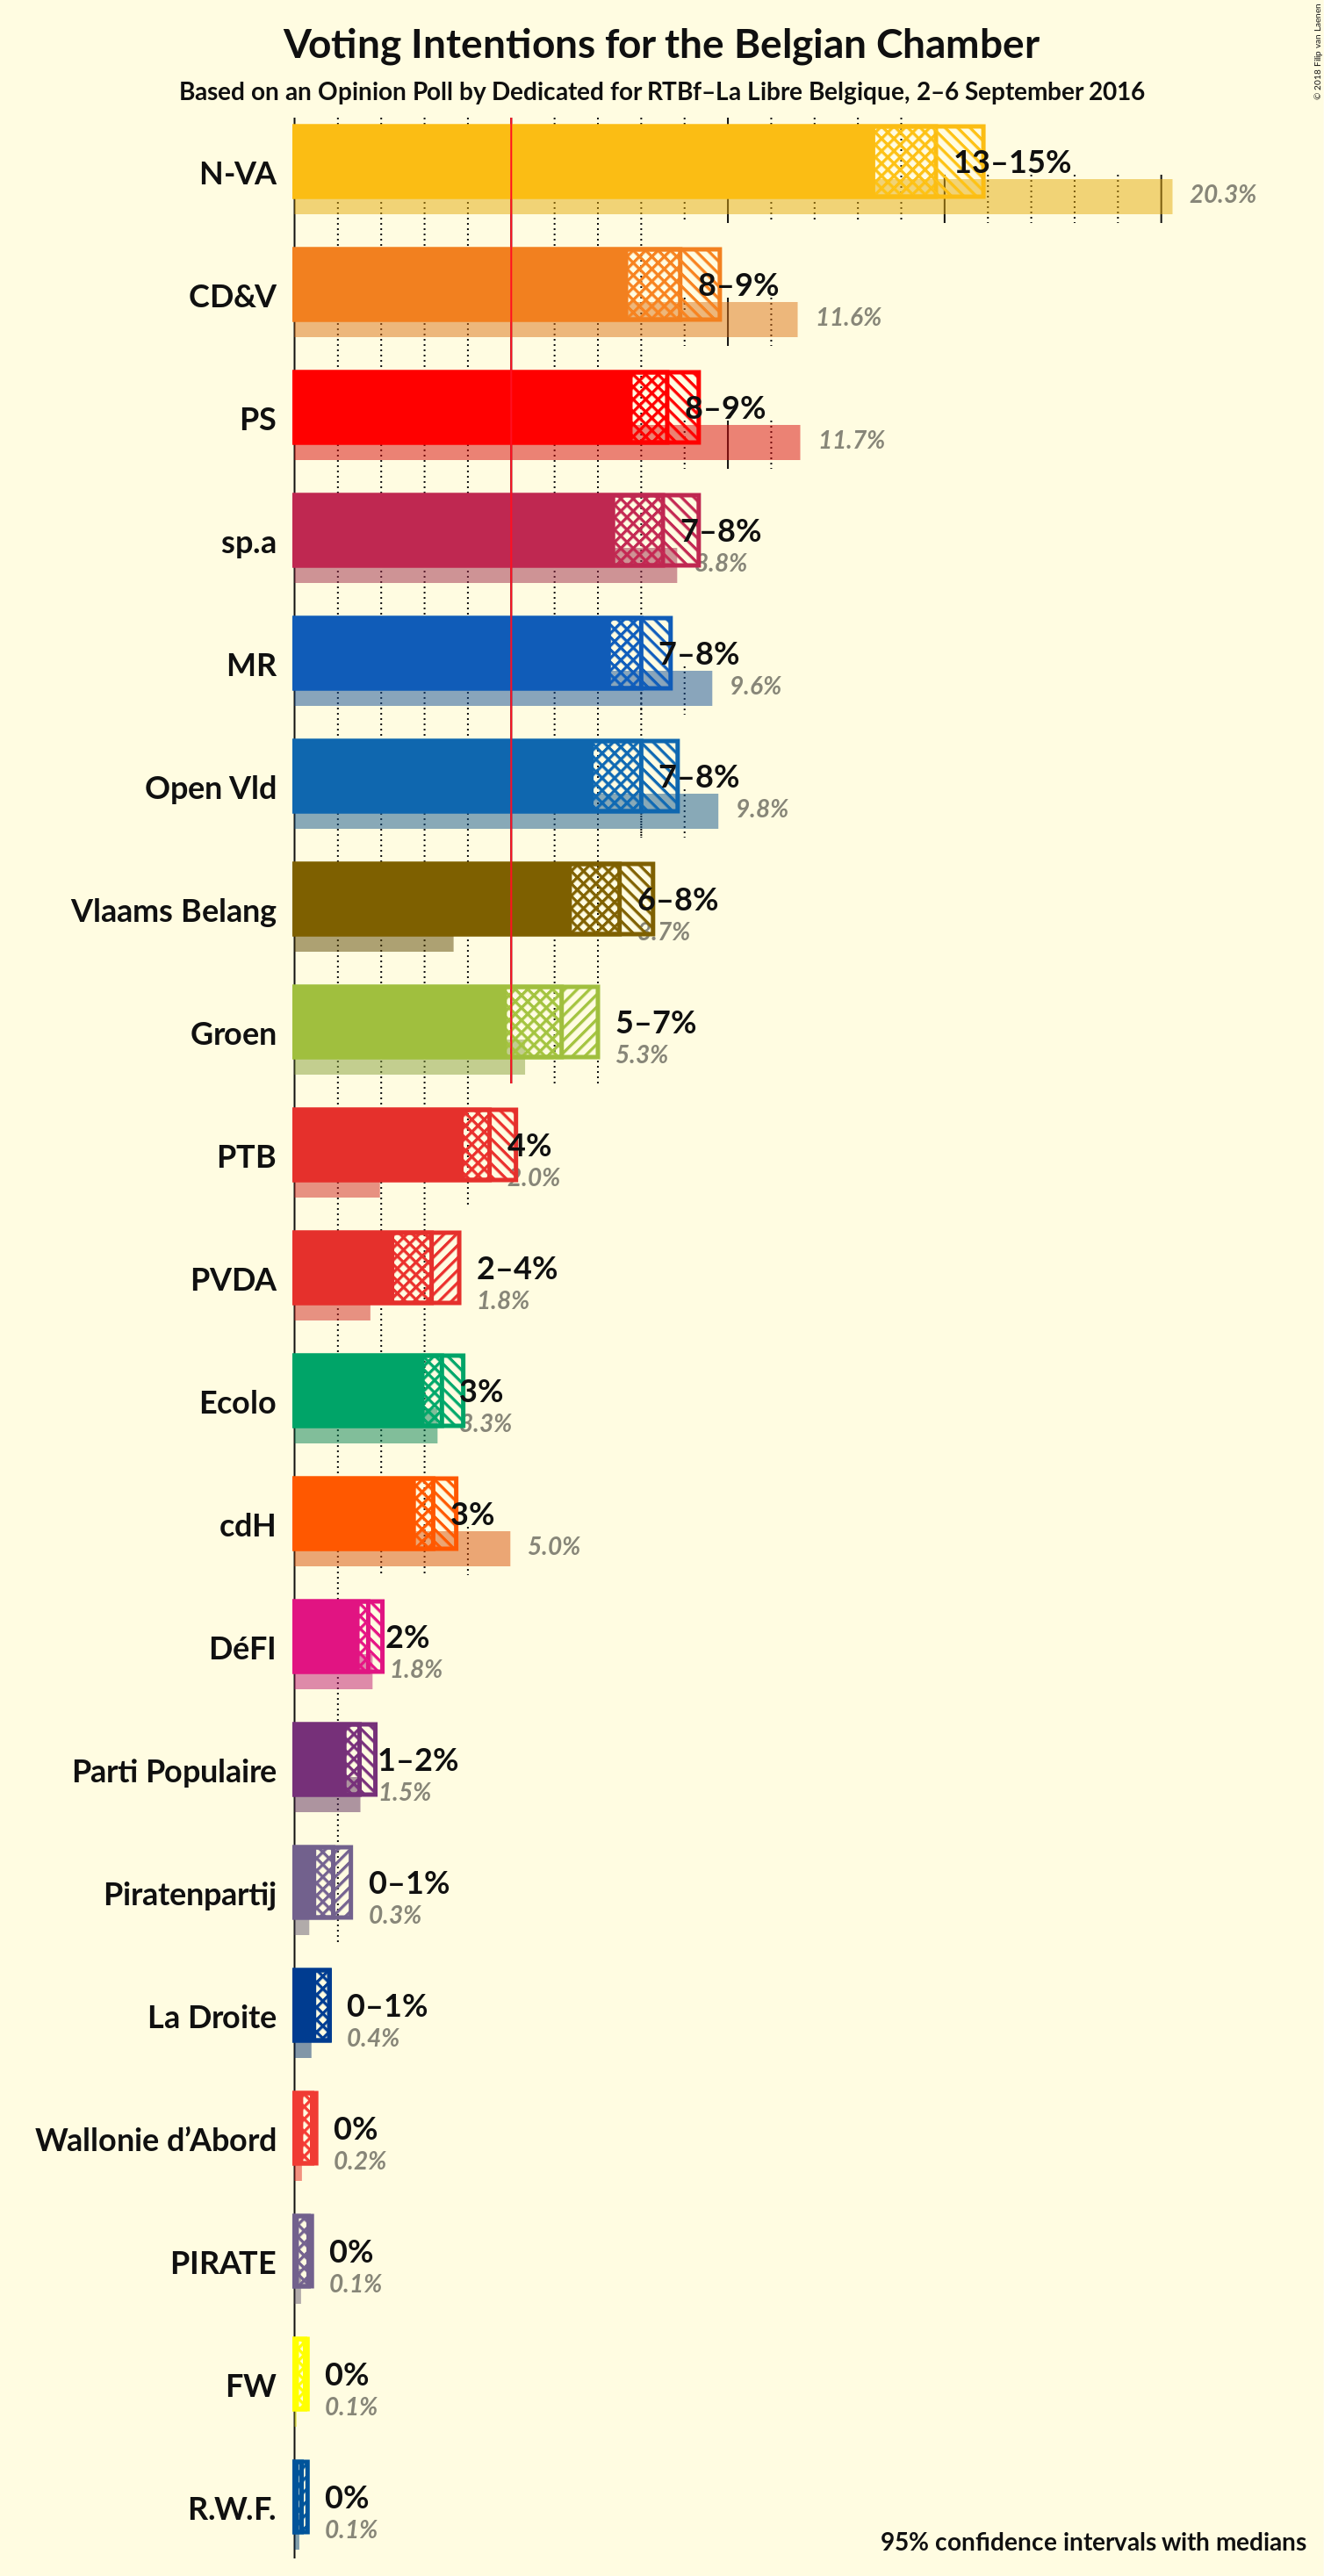 Voting Intentions for the Belgian Chamber
Based on an Opinion Poll by Dedicated for RTBf–La Libre Belgique, 2–6 September 2016
© 2018 Filip van Laenen
N-VA
13–15%
20.3%
CD&V
8–9%
11.6%
PS
8–9%
11.7%
sp.a
7–8%
8.8%
MR
7–8%
9.6%
Open Vld
7–8%
9.8%
Vlaams Belang
6–8%
3.7%
Groen
5–7%
5.3%
PTB
4%
2.0%
PVDA
2–4%
1.8%
Ecolo
3%
3.3%
cdH
3%
5.0%
DéFI
2%
1.8%
Parti Populaire
1–2%
1.5%
Piratenpartij
0–1%
0.3%
La Droite
0–1%
0.4%
Wallonie d’Abord
0%
0.2%
PIRATE
0%
0.1%
FW
0%
0.1%
R.W.F.
0%
0.1%
95% confidence intervals with medians